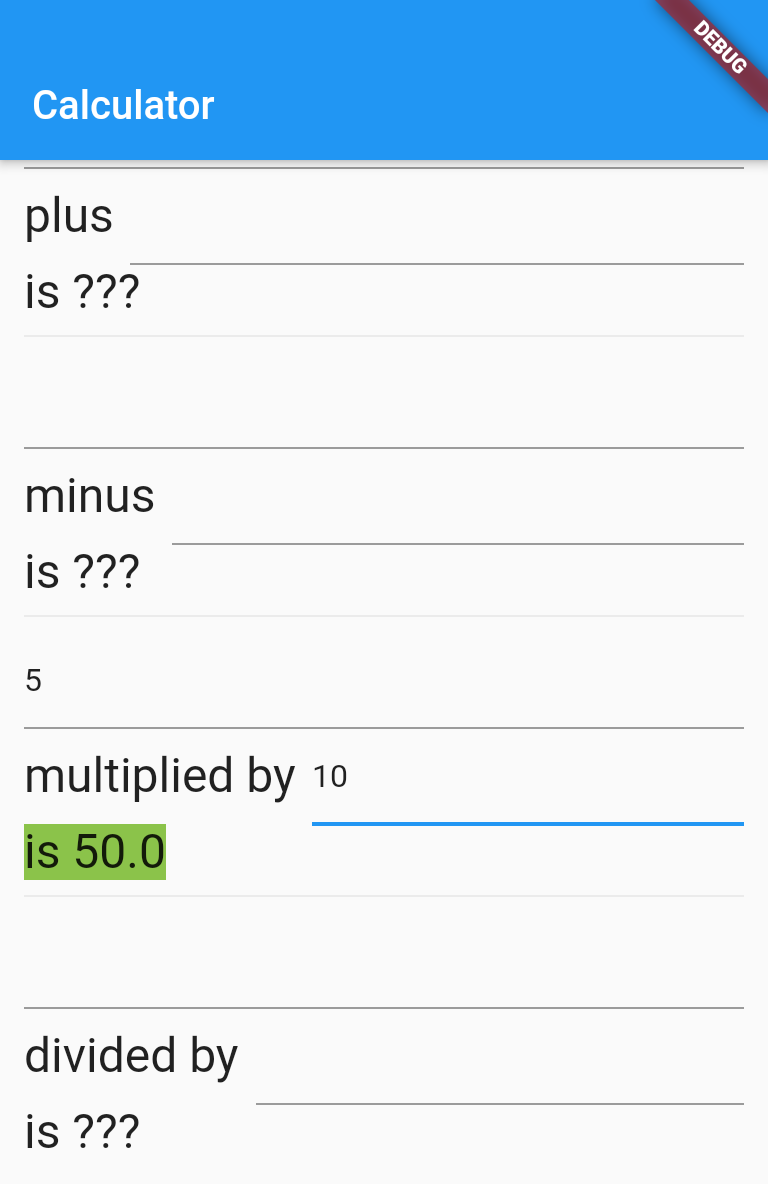 DEBUG
Calculator
plus
is ???
minus
is ???
5
multiplied by 10
is 50.0
divided by
is ???